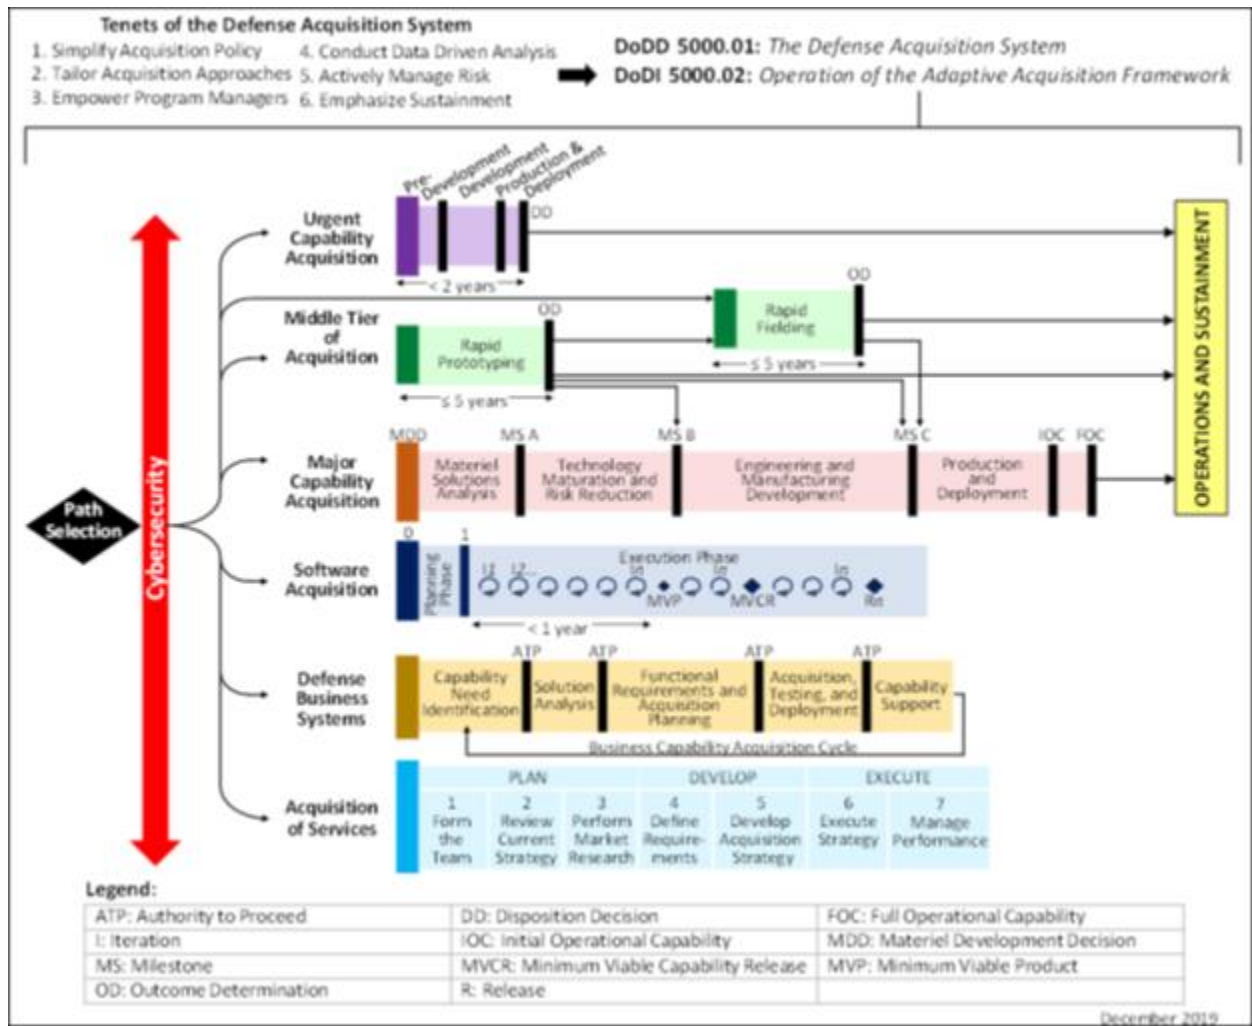 Tenets of the Defense Acquisition System
1. Simplify Acquisition Policy
2. Tailor Acquisition Approaches
3. Empower Program Managers
4. Conduct Data Driven Analysis
5. Actively Manage Risk
6. Emphasize Sustainment
DoDD 5000.01: The Defense Acquisition System
DoDI 5000.02: Operation of the Adaptive Acquisition Framework
Path
Selection
Cybersecurity
OPERATIONS AND SUSTAINMENT
Urgent
Capability
Acquisition
Pre-
Development
Development
Production &
Deployment
DD
< 2 years
Middle Tier
of
Acquisition
Rapid
Prototyping
OD
≤ 5 years
Rapid
Fielding
OD
≤ 5 years
Major
Capability
Acquisition
MDD
MS A
MS B
MS C
IOC
FOC
Materiel
Solutions
Analysis
Technology
Maturation and
Risk Reduction
Engineering and
Manufacturing
Development
Production
and
Deployment
Software
Acquisition
0
1
Planning
Phase
Execution Phase
I1
I2...
In
In
In
MVP
MVCR
Rn
< 1 year
Defense
Business
Systems
ATP
ATP
ATP
ATP
Capability
Need
Identification
Solution
Analysis
Functional
Requirements and
Acquisition
Planning
Acquisition,
Testing, and
Deployment
Capability
Support
Business Capability Acquisition Cycle
Acquisition
of Services
PLAN
DEVELOP
EXECUTE
1
Form
the
Team
2
Review
Current
Strategy
3
Perform
Market
Research
4
Define
Require-
ments
5
Develop
Acquisition
Strategy
6
Execute
Strategy
7
Manage
Performance
Legend:
ATP: Authority to Proceed
DD: Disposition Decision
FOC: Full Operational Capability
I: Iteration
IOC: Initial Operational Capability
MDD: Materiel Development Decision
MS: Milestone
MVCR: Minimum Viable Capability Release
MVP: Minimum Viable Product
OD: Outcome Determination
R: Release
December 2019